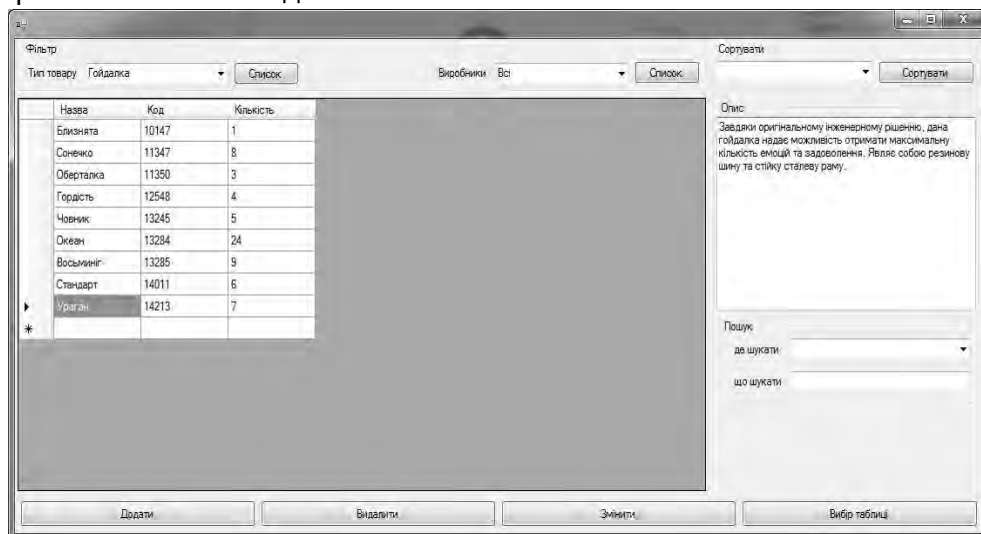 Фільтр
Тип товару Гойдалка Список Виробники Всі Список
Сортувати
Сортувати
Назва Код Кількість
Близнята 10147 1
Сонечко 11347 8
Оберталка 11350 3
Гордість 12548 4
Човник 13245 5
Океан 13284 24
Восьминіг 13285 9
Стандарт 14011 6
Ураган 14213 7
Опис
Завдяки оригінальному інженерному рішенню, дана
гойдалка надає можливість отримати максимальну
кількість емоцій та задоволення. Являє собою резинову
шину та стійку сталеву раму.
Пошук
де шукати
що шукати
Додати Видалити Змінити Вибір таблиці